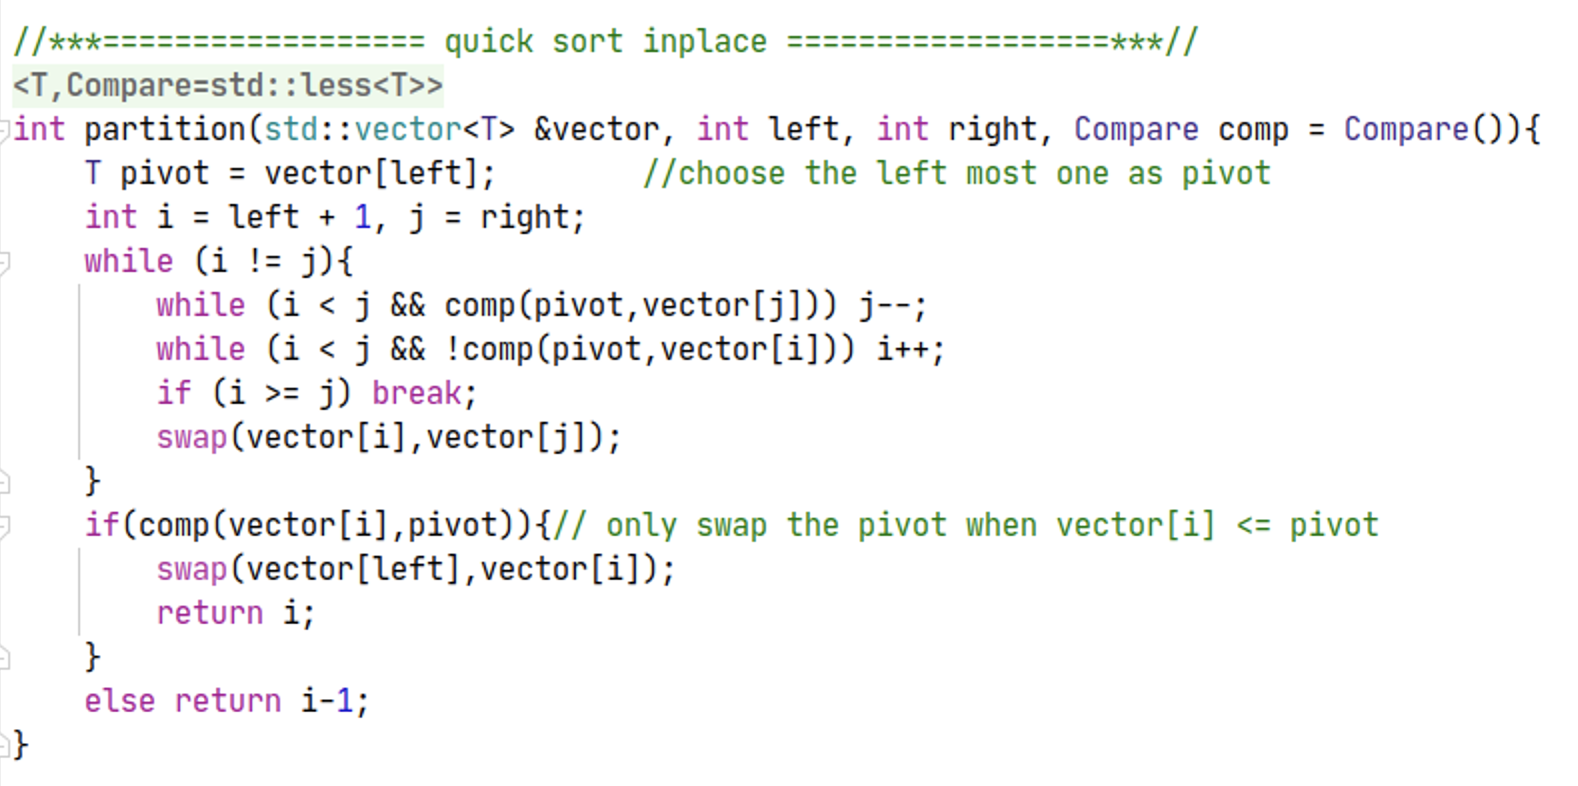 //***================== quick sort inplace ==================***//
<T,Compare=std::less<T>>
int partition(std::vector<T> &vector, int left, int right, Compare comp = Compare()){
    T pivot = vector[left];        //choose the left most one as pivot
    int i = left + 1, j = right;
    while (i != j){
        while (i < j && comp(pivot,vector[j])) j--;
        while (i < j && !comp(pivot,vector[i])) i++;
        if (i >= j) break;
        swap(vector[i],vector[j]);
    }
    if(comp(vector[i],pivot)){// only swap the pivot when vector[i] <= pivot
        swap(vector[left],vector[i]);
        return i;
    }
    else return i-1;
}